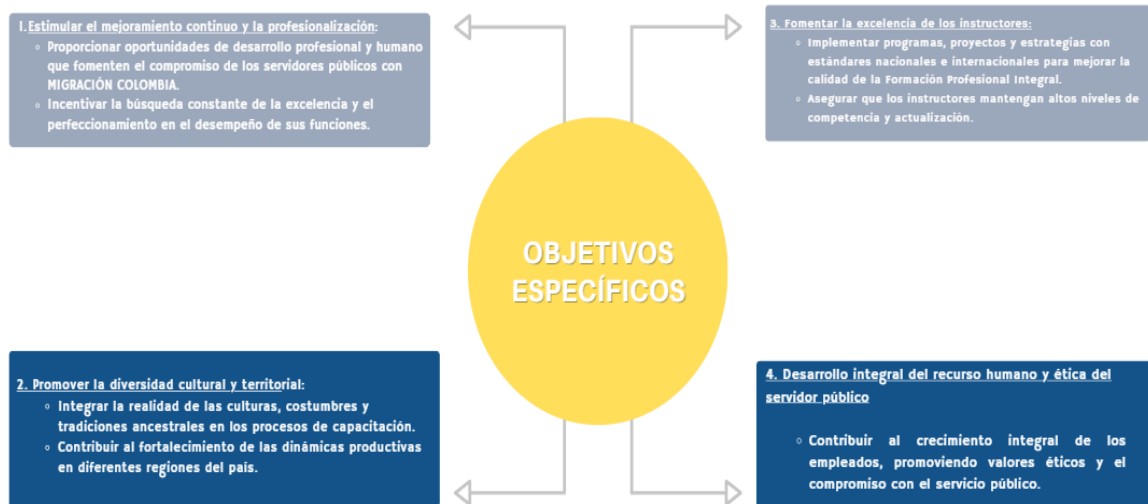 1. Estimular el mejoramiento continuo y la profesionalización:
Proporcionar oportunidades de desarrollo profesional y humano
que fomenten el compromiso de los servidores públicos con
MIGRACIÓN COLOMBIA.
Incentivar la búsqueda constante de la excelencia y el
perfeccionamiento en el desempeño de sus funciones.
2. Promover la diversidad cultural y territorial:
Integrar la realidad de las culturas, costumbres y
tradiciones ancestrales en los procesos de capacitación.
Contribuir al fortalecimiento de las dinámicas productivas
en diferentes regiones del país.
OBJETIVOS
ESPECÍFICOS
3. Fomentar la excelencia de los instructores:
Implementar programas, proyectos y estrategias con
estándares nacionales e internacionales para mejorar la
calidad de la Formación Profesional Integral.
Asegurar que los instructores mantengan altos niveles de
competencia y actualización.
4. Desarrollo integral del recurso humano y ética del
servidor público
Contribuir al crecimiento integral de los
empleados, promoviendo valores éticos y el
compromiso con el servicio público.